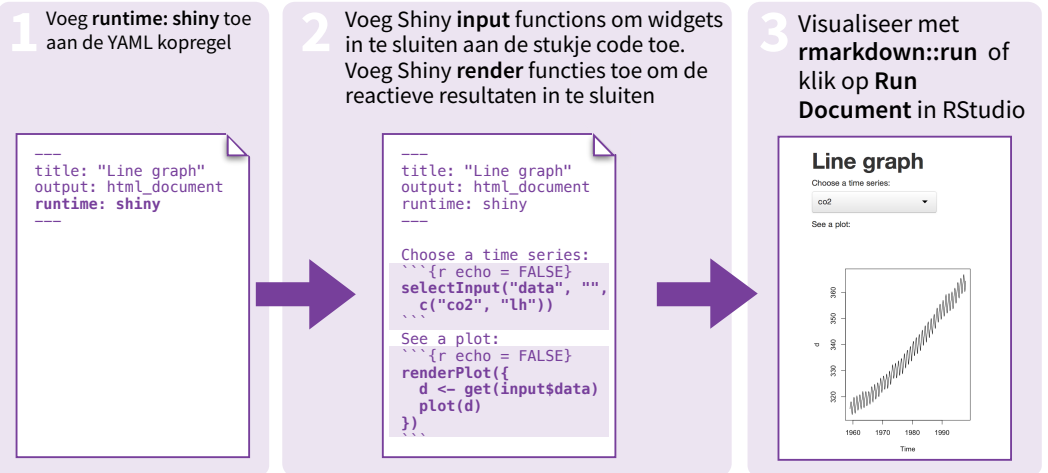 1 Voeg runtime: shiny toe
aan de YAML kopregel
---
title: "Line graph"
output: html_document
runtime: shiny
---
2 Voeg Shiny input functions om widgets
in te sluiten aan de stukje code toe.
Voeg Shiny render functies toe om de
reactieve resultaten in te sluiten
---
title: "Line graph"
output: html_document
runtime: shiny
---
Choose a time series:
```{r echo = FALSE}
selectInput("data", "",
  c("co2", "lh"))
```
See a plot:
```{r echo = FALSE}
renderPlot({
  d <- get(input$data)
  plot(d)
})
```
3 Visualiseer met
rmarkdown::run of
klik op Run
Document in RStudio
Line graph
Choose a time series:
co2
See a plot:
360
350
340
330
320
d
1960 1970 1980 1990
Time